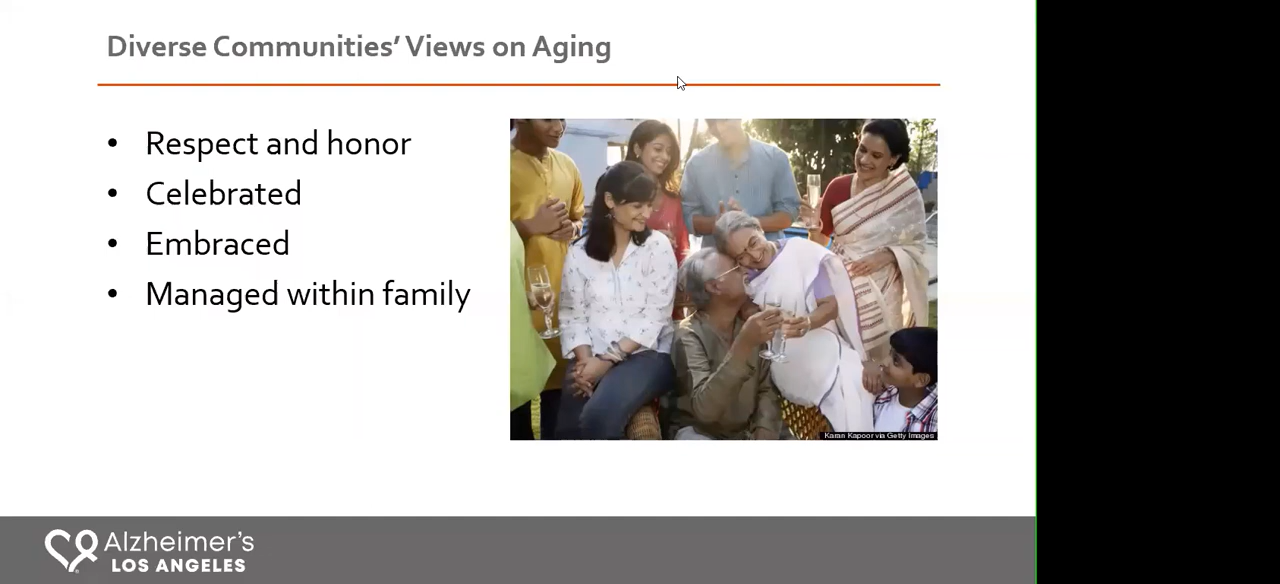 Diverse Communities’ Views on Aging
• Respect and honor
• Celebrated
• Embraced
• Managed within family
Karan Kapoor via Getty Images
Alzheimer's
LOS ANGELES